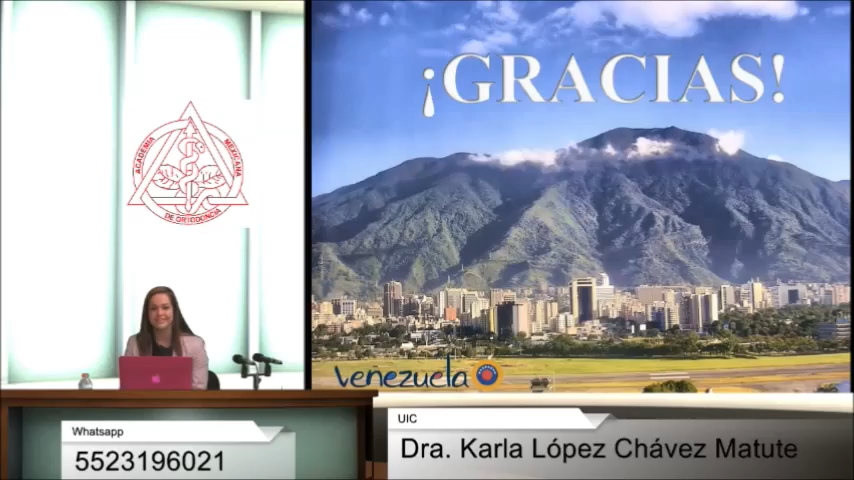 ACADEMIA
MEXICANA
DE ORTODONCIA
¡GRACIAS!
venezuela
Whatsapp
5523196021
UIC
Dra. Karla López Chávez Matute